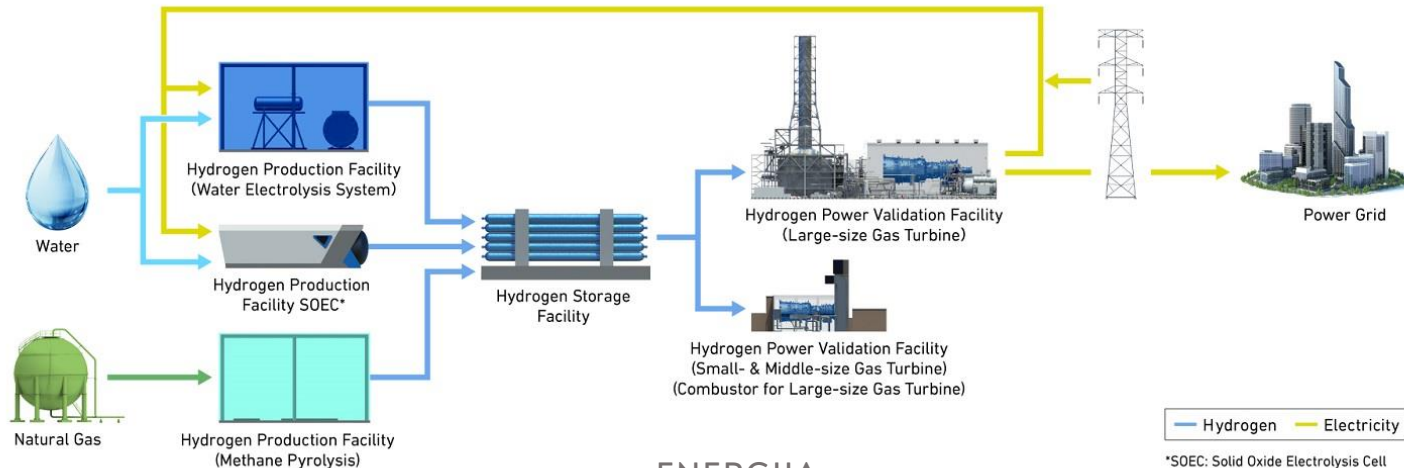 Water
Hydrogen Production Facility
(Water Electrolysis System)
Hydrogen Production
Facility SOEC*
Natural Gas
Hydrogen Production Facility
(Methane Pyrolysis)
Hydrogen Storage
Facility
Hydrogen Power Validation Facility
(Large-size Gas Turbine)
Hydrogen Power Validation Facility
(Small- & Middle-size Gas Turbine)
(Combustor for Large-size Gas Turbine)
Power Grid
Hydrogen
Electricity
*SOEC: Solid Oxide Electrolysis Cell